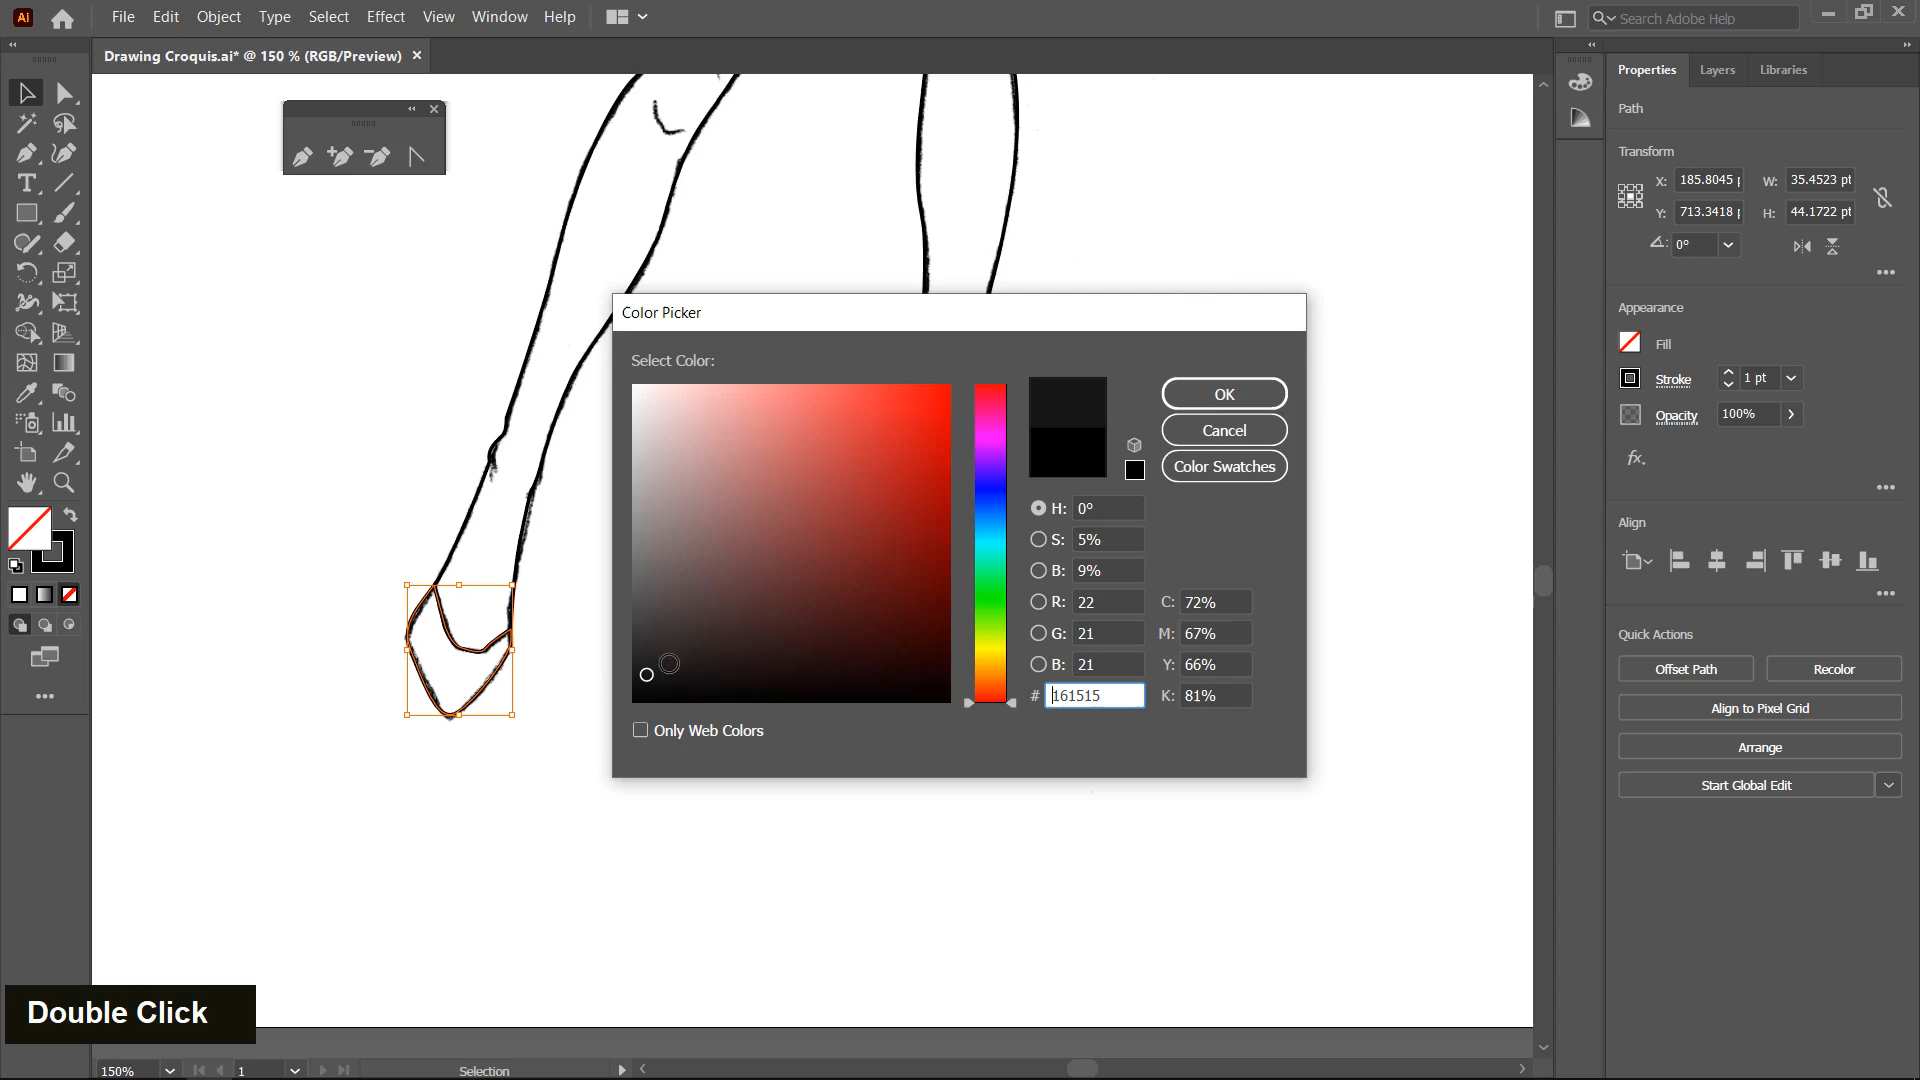 Ai File Edit Object Type Select Effect View Window Help Search Adobe Help
Drawing Croquis.ai* @ 150 % (RGB/Preview) ×
Properties Layers Libraries
Path
Transform
X: 185.8045 p W: 35.4523 pt
Y: 713.3418 p H: 44.1722 pt
0°
Appearance
Fill
Stroke 1 pt
Opacity 100%
fx.
Align
Quick Actions
Offset Path Recolor
Align to Pixel Grid
Arrange
Start Global Edit
Color Picker
Select Color:
OK
Cancel
Color Swatches
H: 0°
S: 5%
B: 9%
R: 22 C: 72%
G: 21 M: 67%
B: 21 Y: 66%
# 161515 K: 81%
Only Web Colors
Double Click
150% 1 Selection